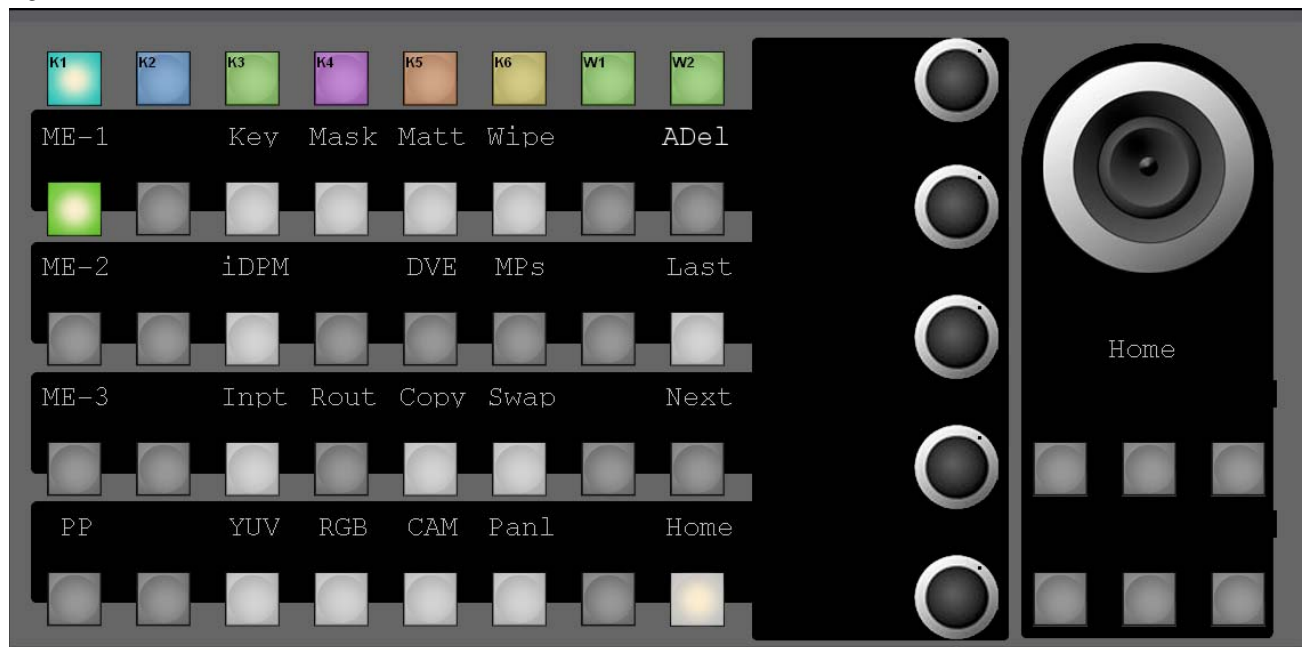 K1 K2 K3 K4 K5 K6 W1 W2
ME-1 Key Mask Matt Wipe ADel
ME-2 iDPM DVE MPs Last
Home
ME-3 Inpt Rout Copy Swap Next
PP YUV RGB CAM Panl Home